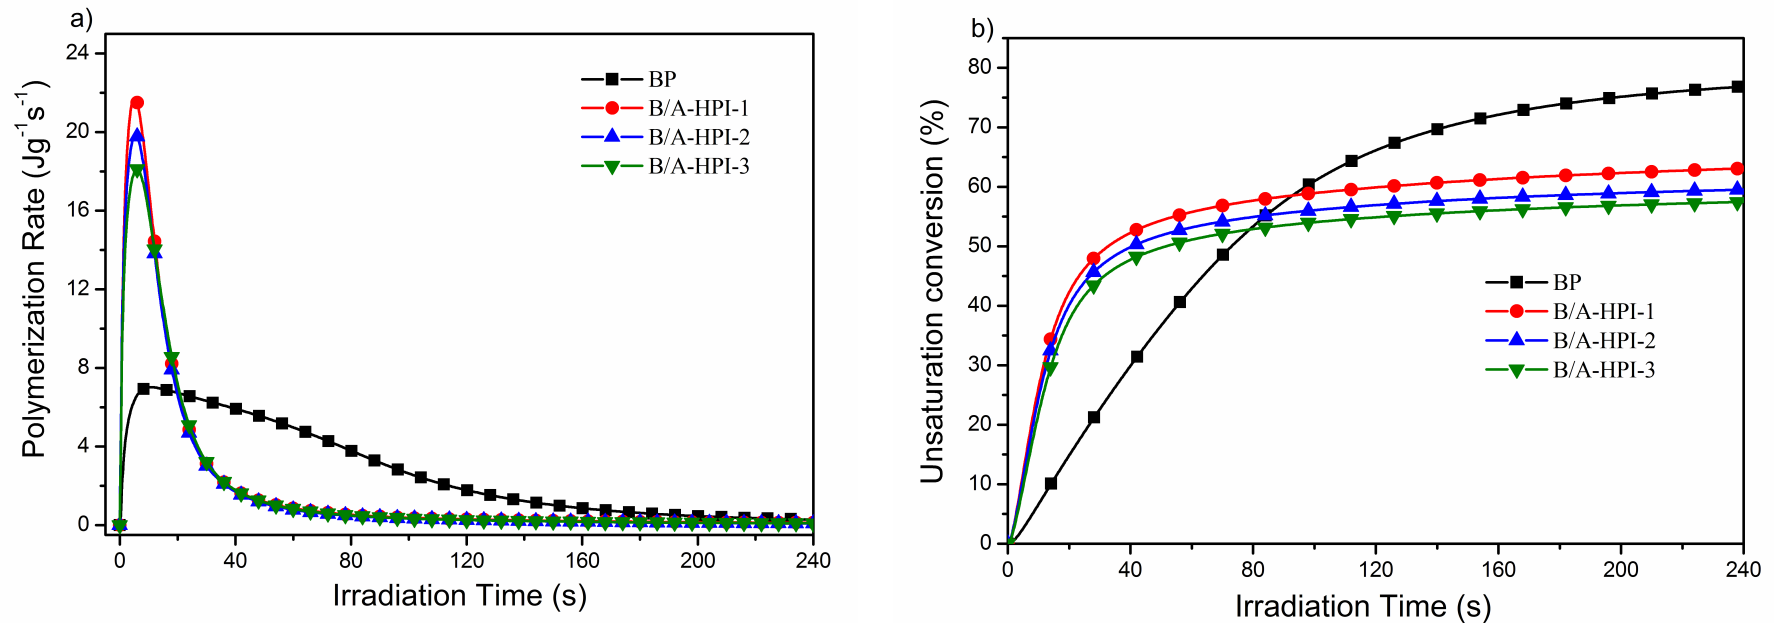 a)
24
20
16
12
8
4
0
0 40 80 120 160 200 240
Polymerization Rate (Jg⁻¹s⁻¹)
Irradiation Time (s)
BP
B/A-HPI-1
B/A-HPI-2
B/A-HPI-3
b)
80
70
60
50
40
30
20
10
0
0 40 80 120 160 200 240
Unsaturation conversion (%)
Irradiation Time (s)
BP
B/A-HPI-1
B/A-HPI-2
B/A-HPI-3